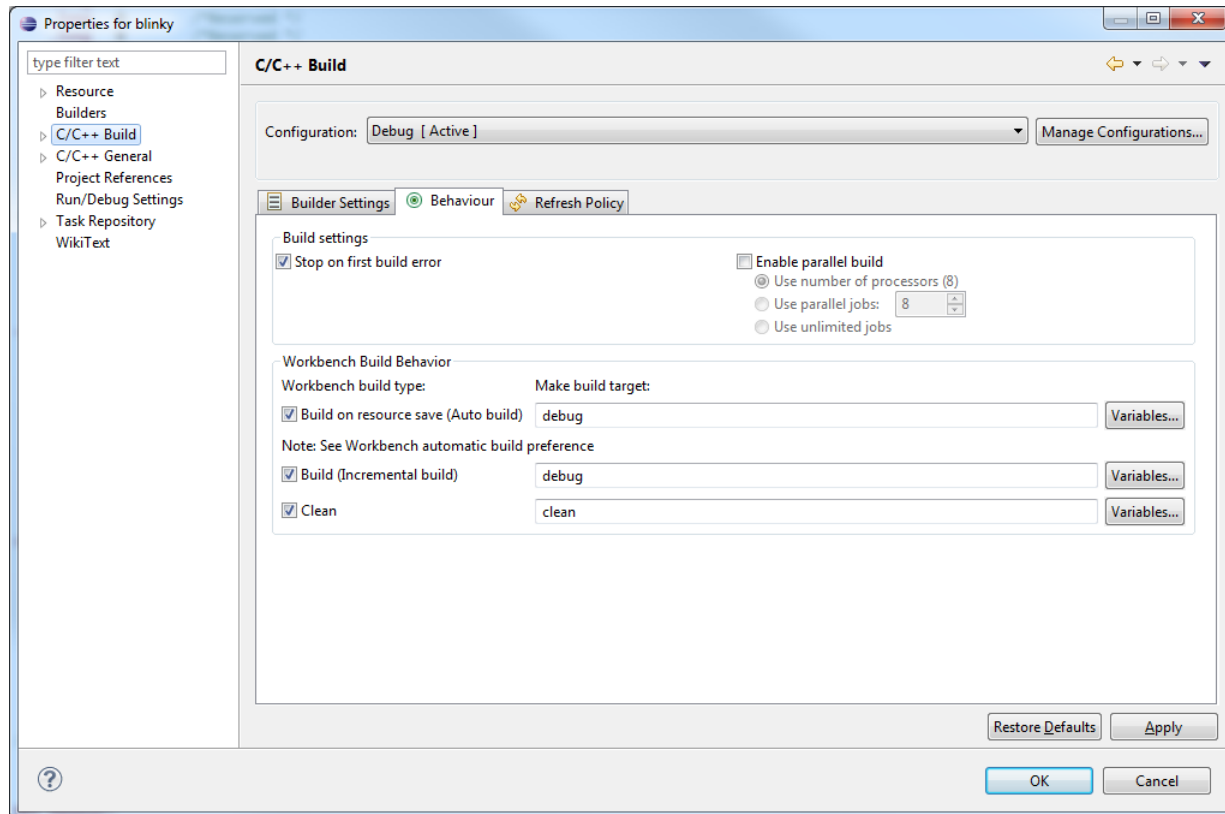 Properties for blinky
type filter text
Resource
Builders
C/C++ Build
C/C++ General
Project References
Run/Debug Settings
Task Repository
WikiText
C/C++ Build
Configuration: Debug [ Active ] Manage Configurations...
Builder Settings Behaviour Refresh Policy
Build settings
Stop on first build error Enable parallel build
Use number of processors (8)
Use parallel jobs: 8
Use unlimited jobs
Workbench Build Behavior
Workbench build type: Make build target:
Build on resource save (Auto build) debug Variables...
Note: See Workbench automatic build preference
Build (Incremental build) debug Variables...
Clean clean Variables...
Restore Defaults Apply
OK Cancel